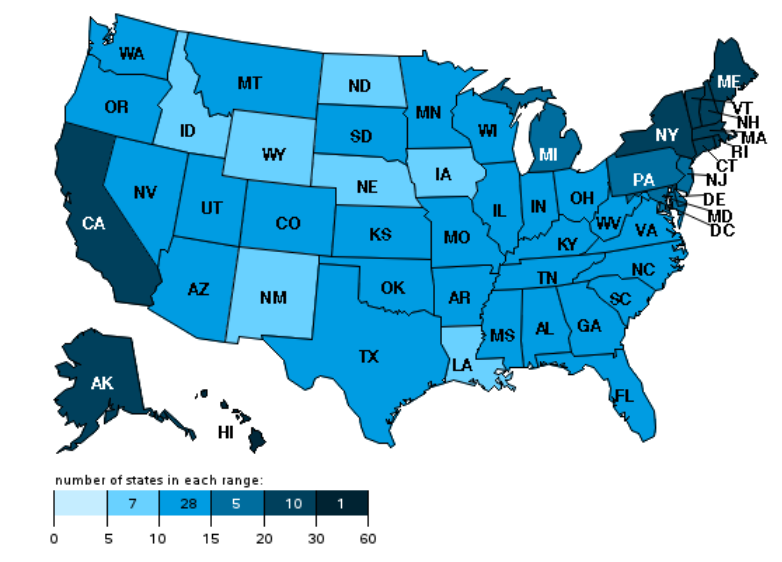 WA
MT
ND
MN
ME
OR
ID
SD
WI
MI
NY
VT
NH
MA
RI
CT
WY
IA
PA
NJ
NE
DE
MD
DC
NV
UT
CO
IL
IN
OH
WV
VA
CA
KS
MO
KY
NC
TN
AZ
NM
OK
AR
SC
MS
AL
GA
TX
LA
FL
AK
HI
number of states in each range:
7 28 5 10 1
0 5 10 15 20 30 60